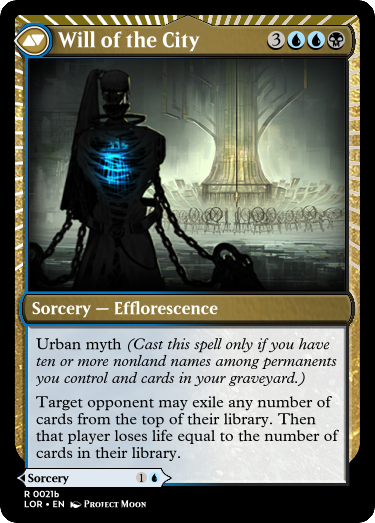 Will of the City 3
Sorcery — Efflorescence
Urban myth (Cast this spell only if you have
ten or more nonland names among permanents
you control and cards in your graveyard.)
Target opponent may exile any number of
cards from the top of their library. Then
that player loses life equal to the number of
cards in their library.
Sorcery 1
R 0021b
LOR • EN Project Moon